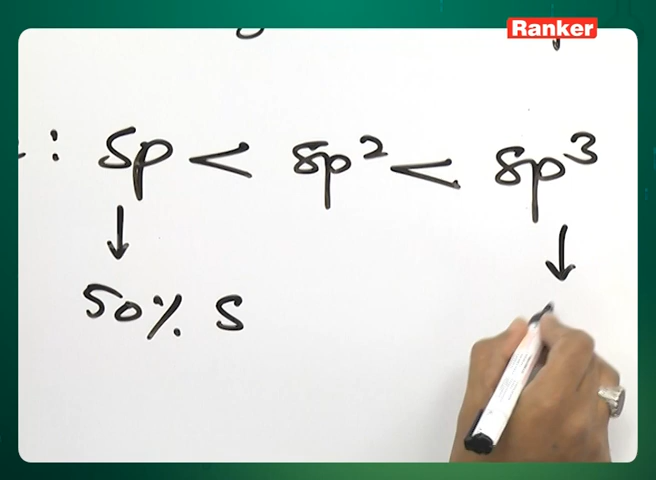 Ranker
: sp < sp² < sp³
↓ ↓
50% S